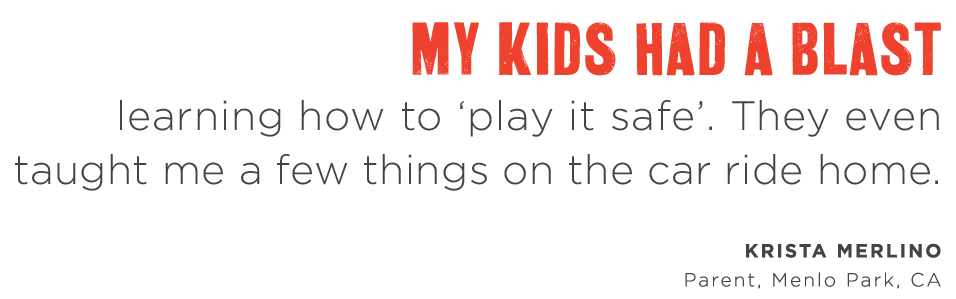 MY KIDS HAD A BLAST
learning how to ‘play it safe’. They even
taught me a few things on the car ride home.
KRISTA MERLINO
Parent, Menlo Park, CA